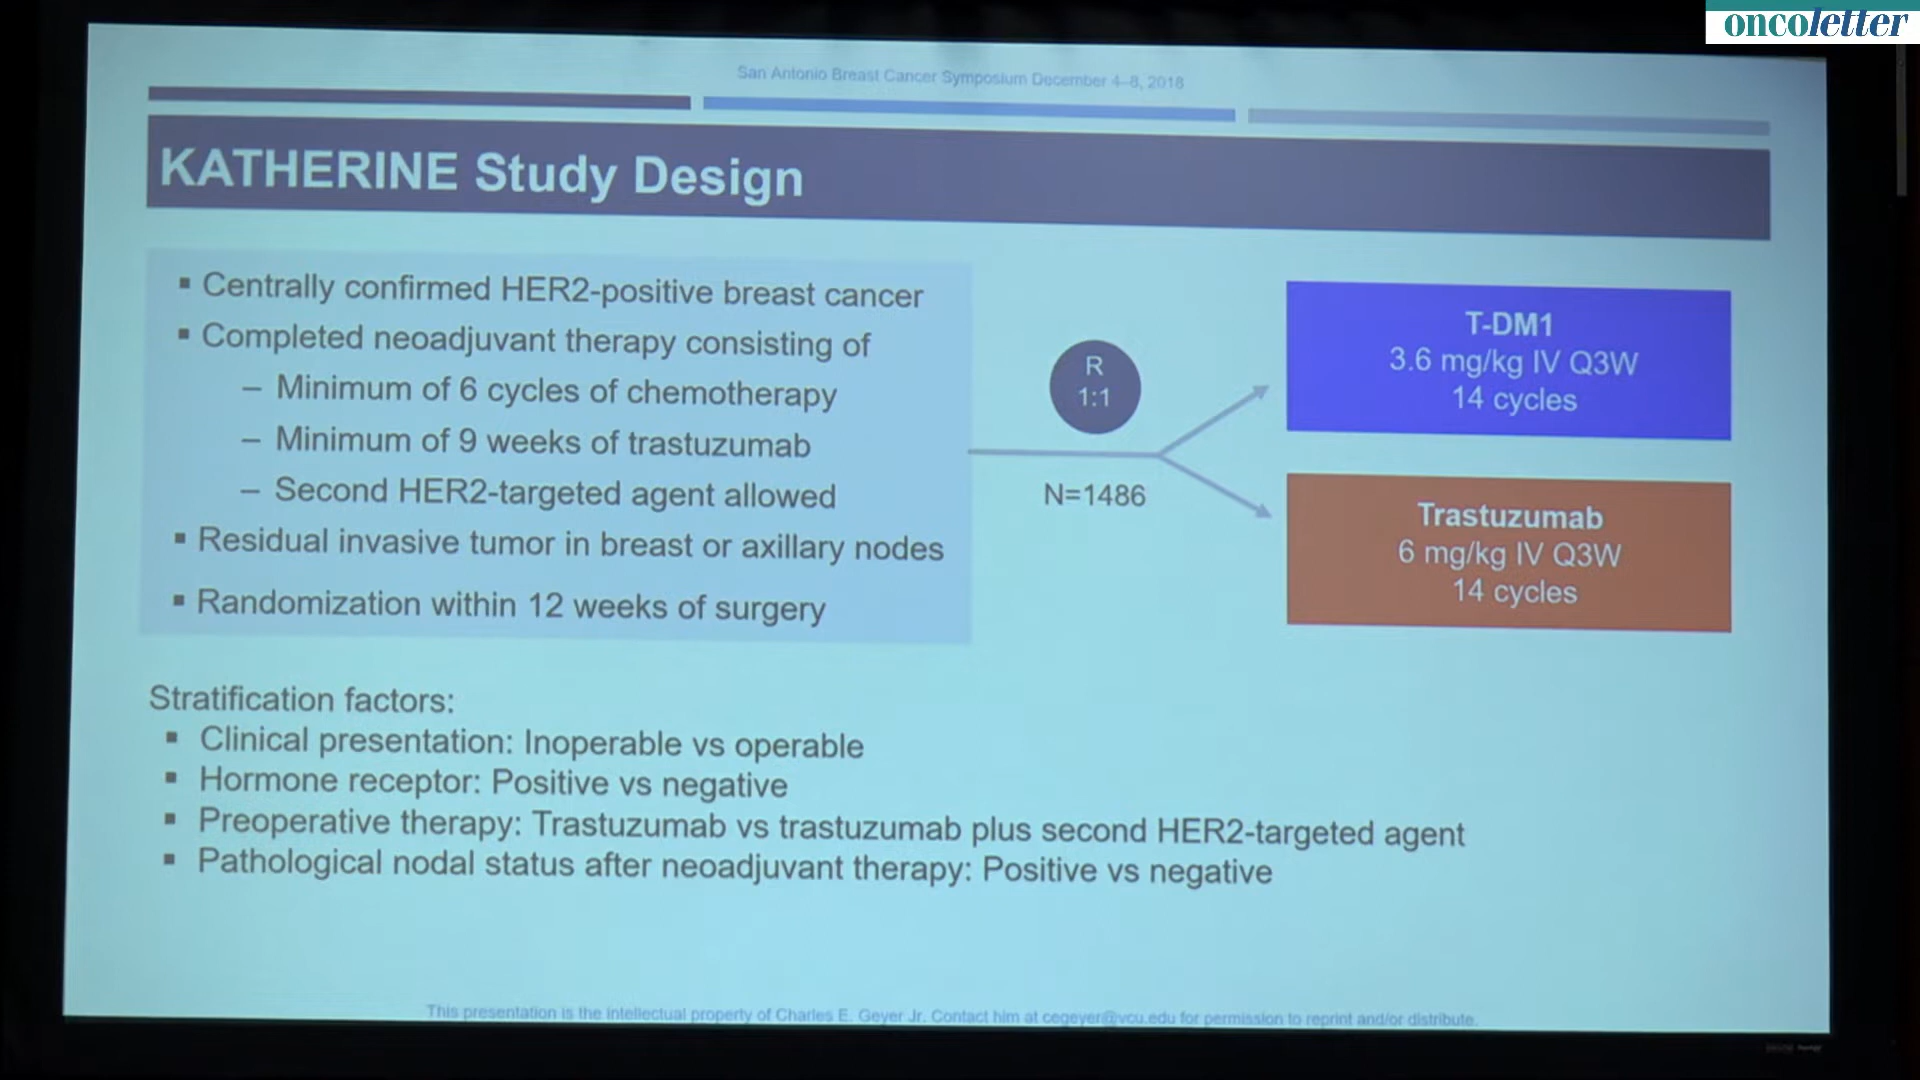 oncoletter
San Antonio Breast Cancer Symposium December 4–8, 2018
KATHERINE Study Design
▪ Centrally confirmed HER2-positive breast cancer
▪ Completed neoadjuvant therapy consisting of
– Minimum of 6 cycles of chemotherapy
– Minimum of 9 weeks of trastuzumab
– Second HER2-targeted agent allowed
▪ Residual invasive tumor in breast or axillary nodes
▪ Randomization within 12 weeks of surgery
R
1:1
N=1486
T-DM1
3.6 mg/kg IV Q3W
14 cycles
Trastuzumab
6 mg/kg IV Q3W
14 cycles
Stratification factors:
▪ Clinical presentation: Inoperable vs operable
▪ Hormone receptor: Positive vs negative
▪ Preoperative therapy: Trastuzumab vs trastuzumab plus second HER2-targeted agent
▪ Pathological nodal status after neoadjuvant therapy: Positive vs negative
This presentation is the intellectual property of Charles E. Geyer Jr. Contact him at cegeyer@vcu.edu for permission to reprint and/or distribute.